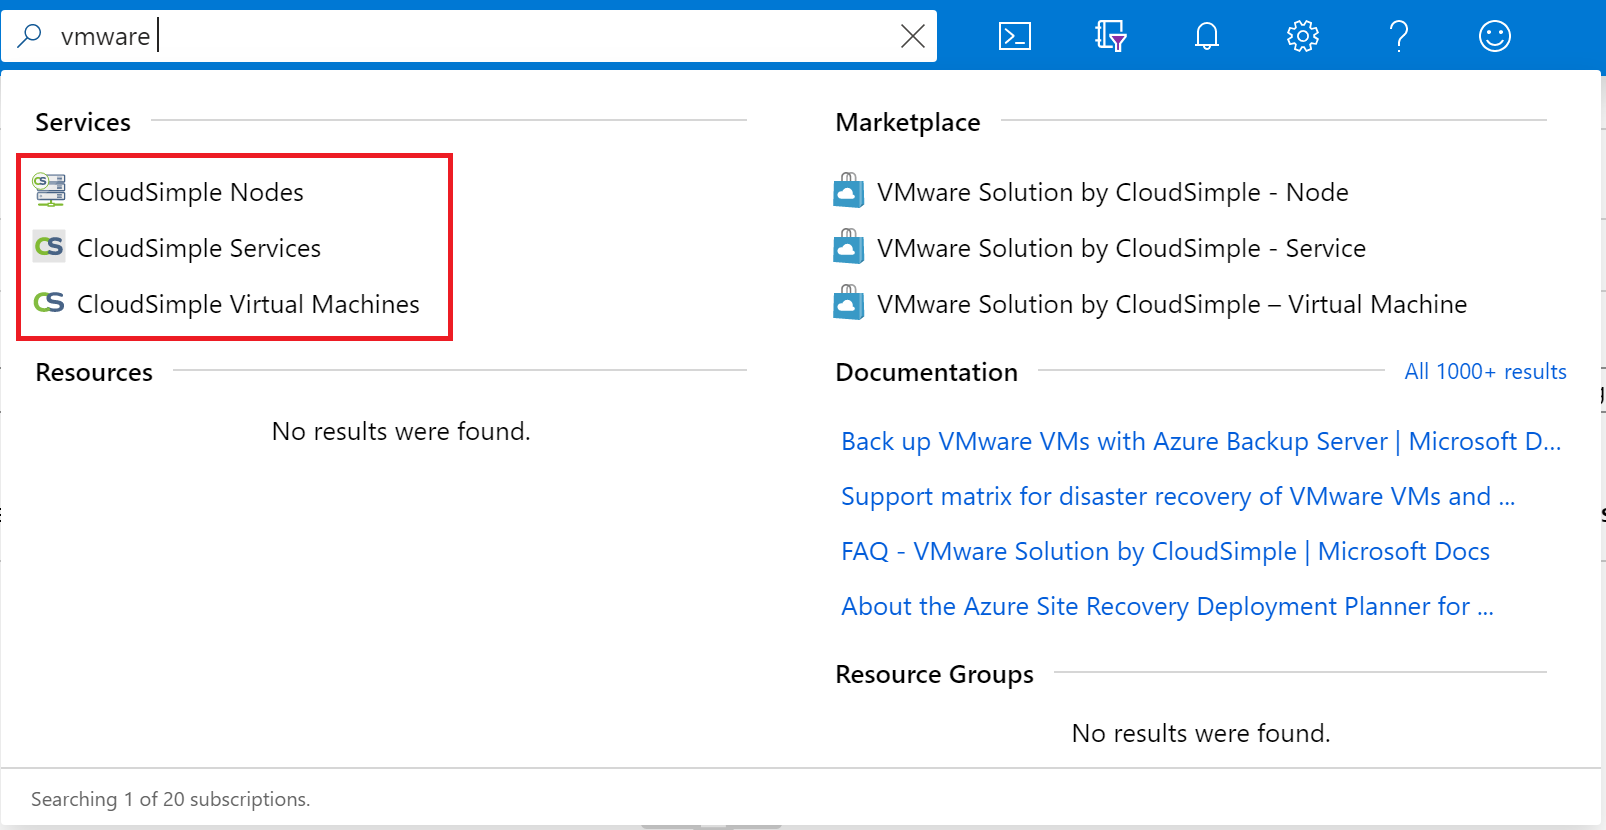 vmware
Services
CloudSimple Nodes
CS CloudSimple Services
CS CloudSimple Virtual Machines
Resources
No results were found.
Marketplace
VMware Solution by CloudSimple - Node
VMware Solution by CloudSimple - Service
VMware Solution by CloudSimple – Virtual Machine
Documentation All 1000+ results
Back up VMware VMs with Azure Backup Server | Microsoft D...
Support matrix for disaster recovery of VMware VMs and ...
FAQ - VMware Solution by CloudSimple | Microsoft Docs
About the Azure Site Recovery Deployment Planner for ...
Resource Groups
No results were found.
Searching 1 of 20 subscriptions.